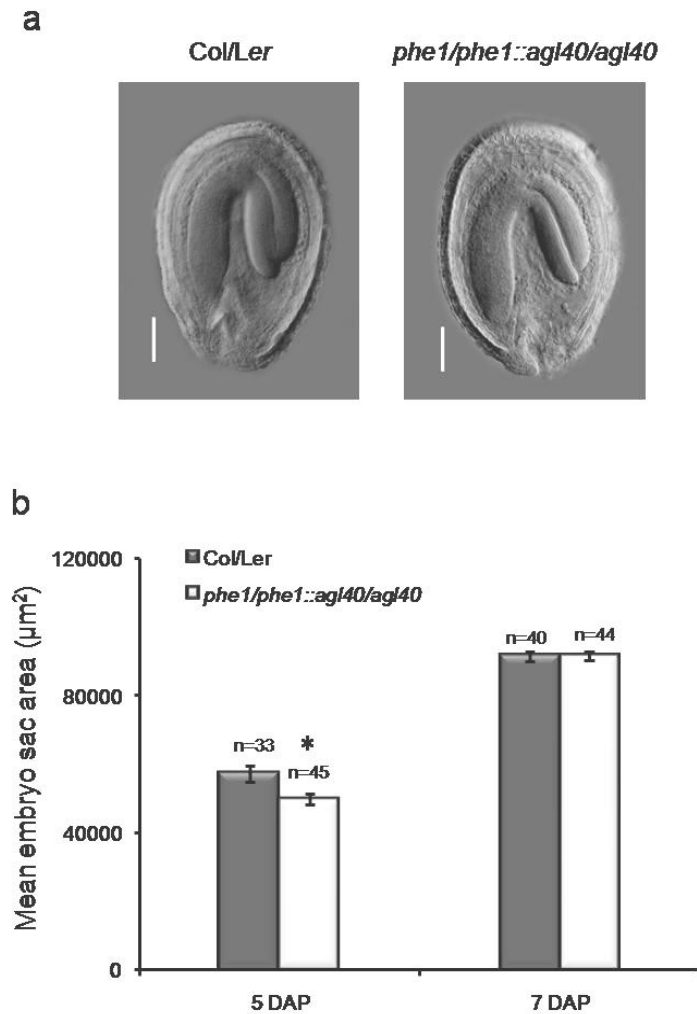 a
Col/Ler phe1/phe1::agl40/agl40
b
Mean embryo sac area (µm²)
120000
80000
40000
0
Col/Ler
phe1/phe1::agl40/agl40
n=33
*
n=45
n=40
n=44
5 DAP 7 DAP